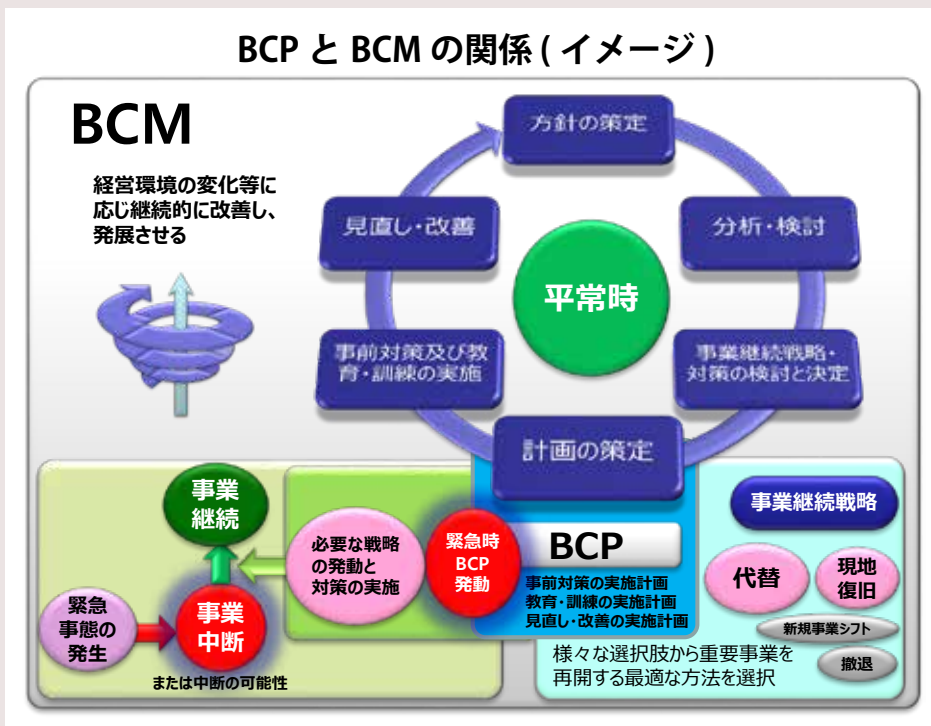 BCP と BCM の関係 ( イメージ )
BCM
経営環境の変化等に
応じ継続的に改善し、
発展させる
方針の策定
分析・検討
事業継続戦略・
対策の検討と決定
計画の策定
事前対策及び教
育・訓練の実施
見直し・改善
平常時
緊急
事態の
発生
事業
中断
または中断の可能性
事業
継続
必要な戦略
の発動と
対策の実施
緊急時
BCP
発動
BCP
事前対策の実施計画
教育・訓練の実施計画
見直し・改善の実施計画
事業継続戦略
代替
現地
復旧
新規事業シフト
撤退
様々な選択肢から重要事業を
再開する最適な方法を選択